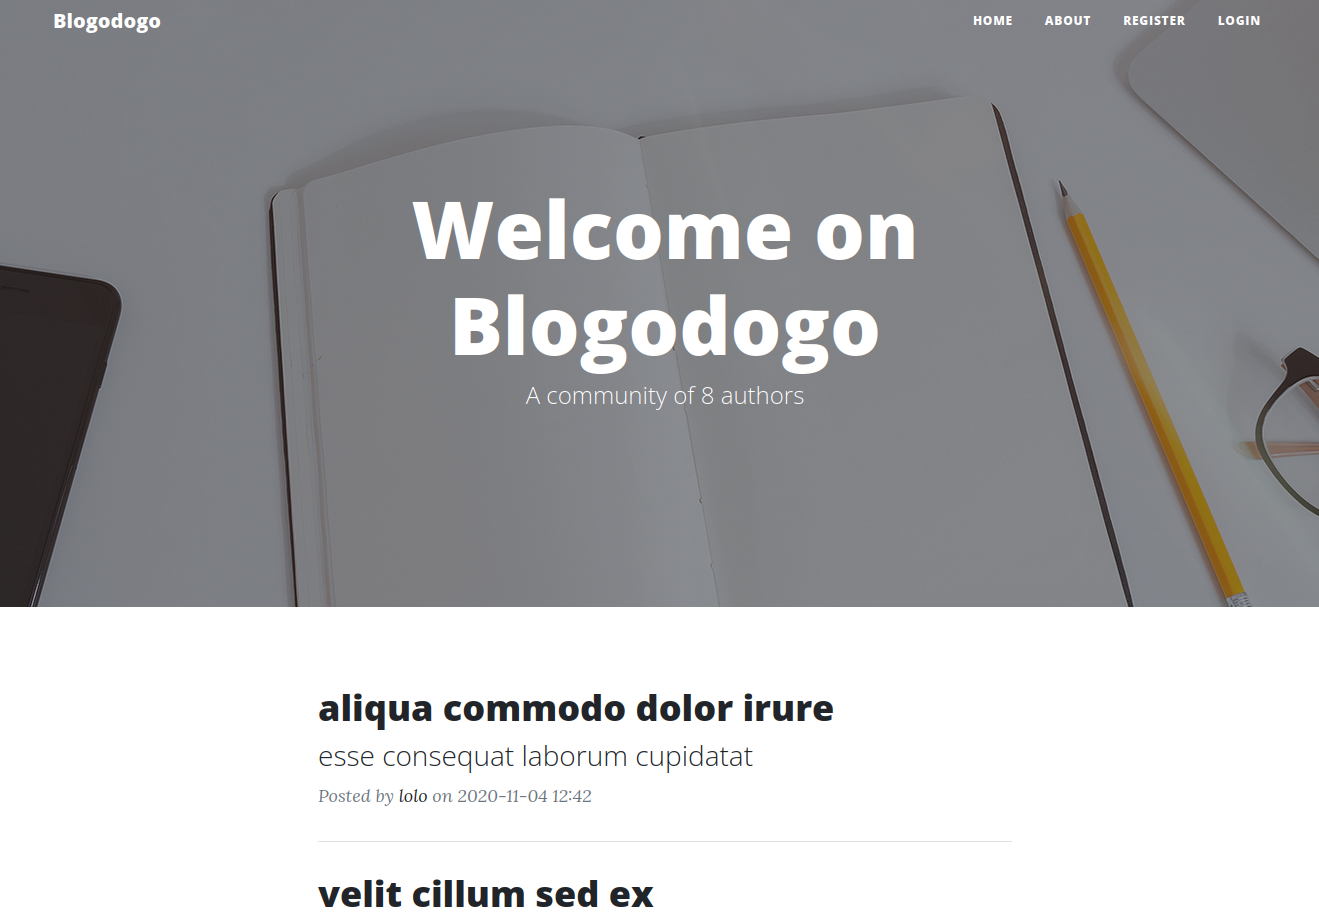 Blogodogo
HOME ABOUT REGISTER LOGIN
Welcome on
Blogodogo
A community of 8 authors
aliqua commodo dolor irure
esse consequat laborum cupidatat
Posted by lolo on 2020-11-04 12:42
velit cillum sed ex